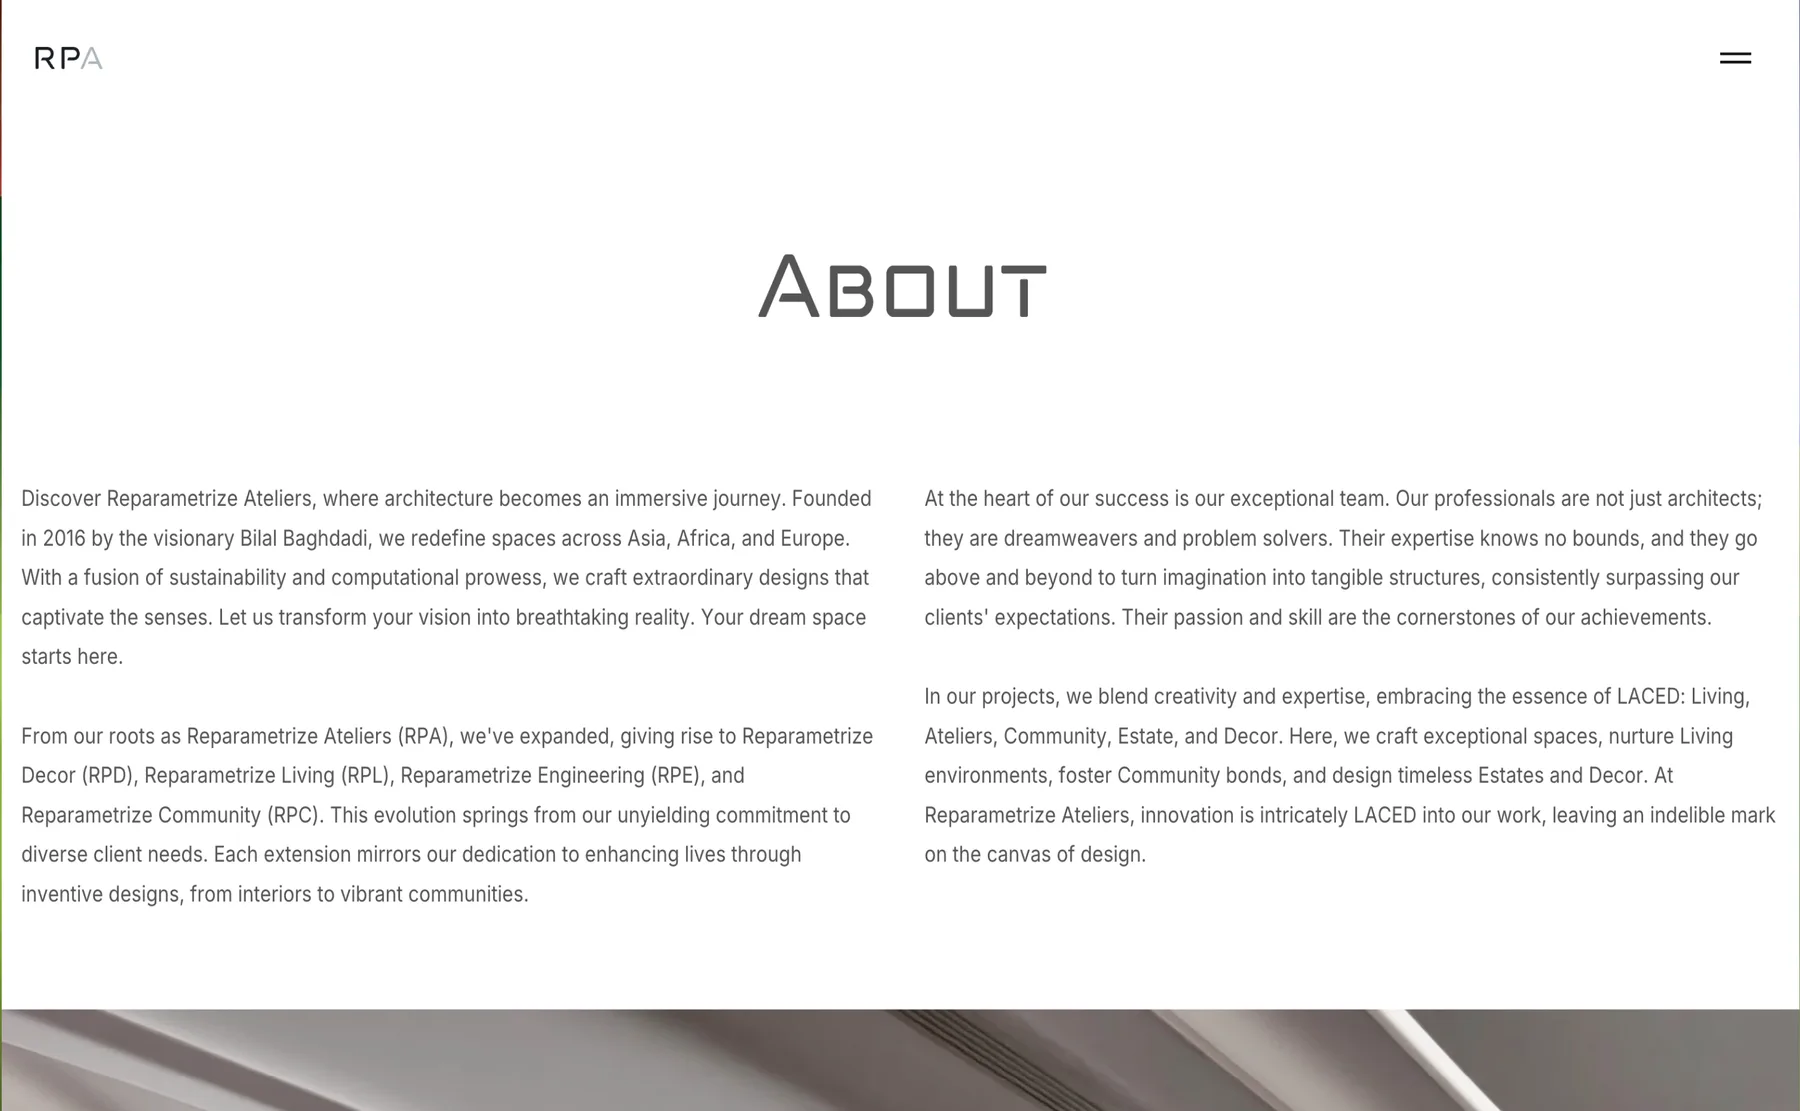 RPA
About
Discover Reparametrize Ateliers, where architecture becomes an immersive journey. Founded
in 2016 by the visionary Bilal Baghdadi, we redefine spaces across Asia, Africa, and Europe.
With a fusion of sustainability and computational prowess, we craft extraordinary designs that
captivate the senses. Let us transform your vision into breathtaking reality. Your dream space
starts here.
From our roots as Reparametrize Ateliers (RPA), we've expanded, giving rise to Reparametrize
Decor (RPD), Reparametrize Living (RPL), Reparametrize Engineering (RPE), and
Reparametrize Community (RPC). This evolution springs from our unyielding commitment to
diverse client needs. Each extension mirrors our dedication to enhancing lives through
inventive designs, from interiors to vibrant communities.
At the heart of our success is our exceptional team. Our professionals are not just architects;
they are dreamweavers and problem solvers. Their expertise knows no bounds, and they go
above and beyond to turn imagination into tangible structures, consistently surpassing our
clients' expectations. Their passion and skill are the cornerstones of our achievements.
In our projects, we blend creativity and expertise, embracing the essence of LACED: Living,
Ateliers, Community, Estate, and Decor. Here, we craft exceptional spaces, nurture Living
environments, foster Community bonds, and design timeless Estates and Decor. At
Reparametrize Ateliers, innovation is intricately LACED into our work, leaving an indelible mark
on the canvas of design.